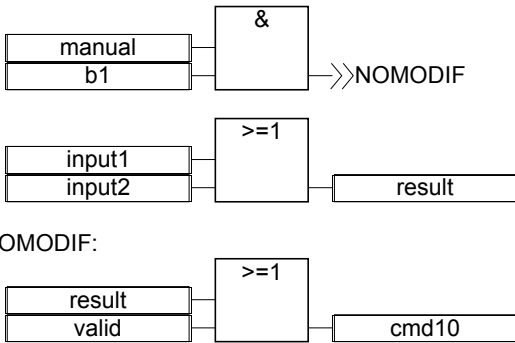 &
manual
b1
>>NOMODIF
>=1
input1
input2
result
OMODIF:
>=1
result
valid
cmd10